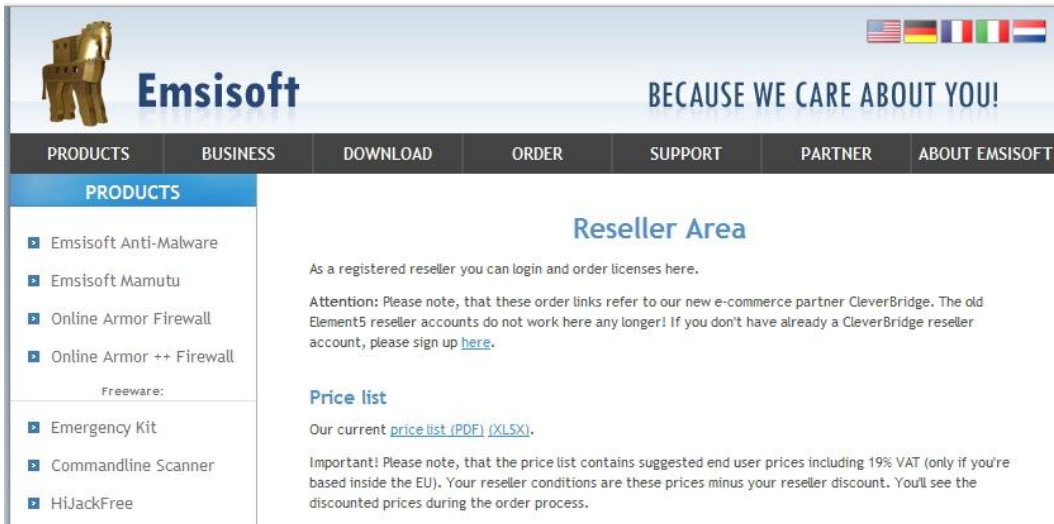 Emsisoft
BECAUSE WE CARE ABOUT YOU!
PRODUCTS BUSINESS DOWNLOAD ORDER SUPPORT PARTNER ABOUT EMSISOFT
PRODUCTS
Emsisoft Anti-Malware
Emsisoft Mamutu
Online Armor Firewall
Online Armor ++ Firewall
Freeware:
Emergency Kit
Commandline Scanner
HiJackFree
Reseller Area
As a registered reseller you can login and order licenses here.
Attention: Please note, that these order links refer to our new e-commerce partner CleverBridge. The old
Element5 reseller accounts do not work here any longer! If you don't have already a CleverBridge reseller
account, please sign up here.
Price list
Our current price list (PDF) (XLSX).
Important! Please note, that the price list contains suggested end user prices including 19% VAT (only if you're
based inside the EU). Your reseller conditions are these prices minus your reseller discount. You'll see the
discounted prices during the order process.